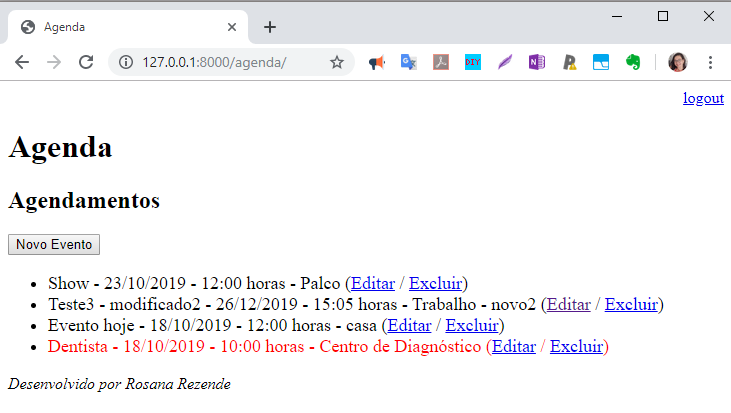 Agenda
127.0.0.1:8000/agenda/
DIY
logout
Agenda
Agendamentos
Novo Evento
Show - 23/10/2019 - 12:00 horas - Palco (Editar / Excluir)
Teste3 - modificado2 - 26/12/2019 - 15:05 horas - Trabalho - novo2 (Editar / Excluir)
Evento hoje - 18/10/2019 - 12:00 horas - casa (Editar / Excluir)
Dentista - 18/10/2019 - 10:00 horas - Centro de Diagnóstico (Editar / Excluir)
Desenvolvido por Rosana Rezende